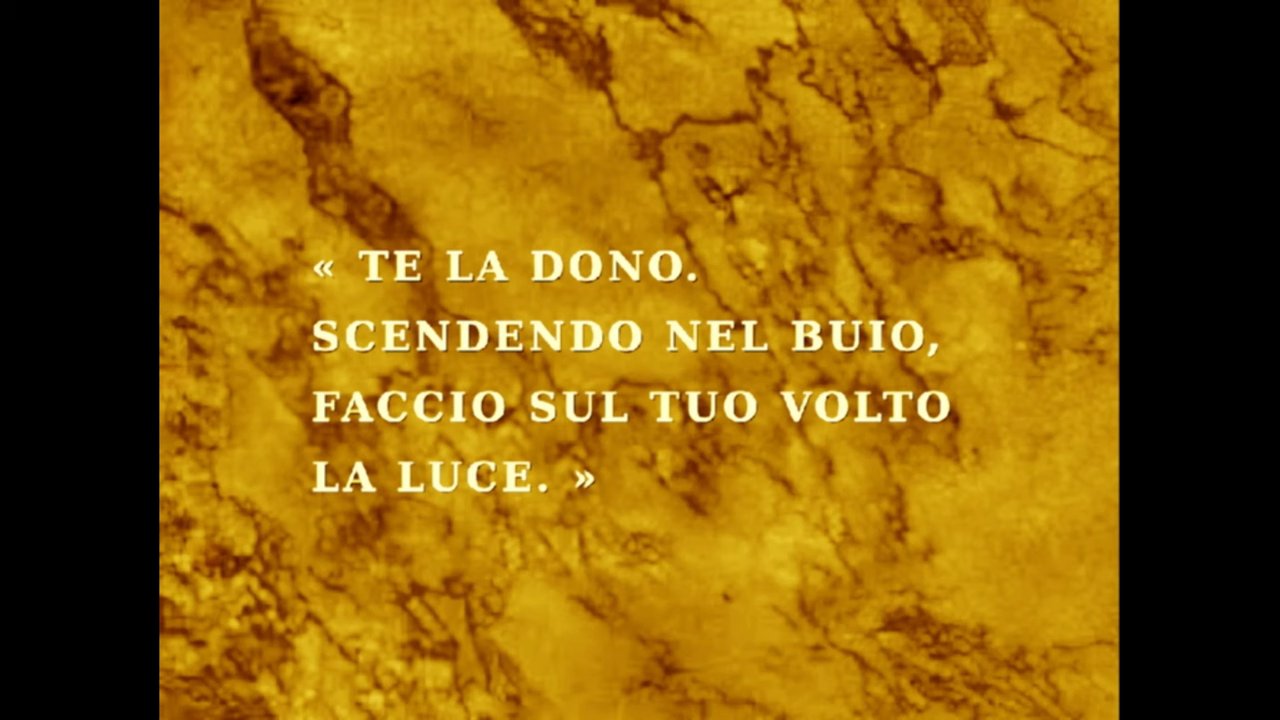 « TE LA DONO.
SCENDENDO NEL BUIO,
FACCIO SUL TUO VOLTO
LA LUCE. »